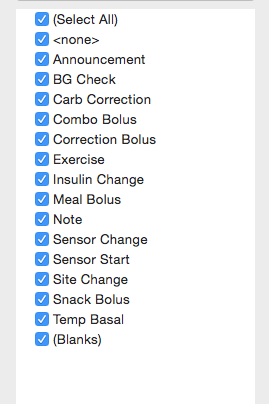 (Select All)
<none>
Announcement
BG Check
Carb Correction
Combo Bolus
Correction Bolus
Exercise
Insulin Change
Meal Bolus
Note
Sensor Change
Sensor Start
Site Change
Snack Bolus
Temp Basal
(Blanks)